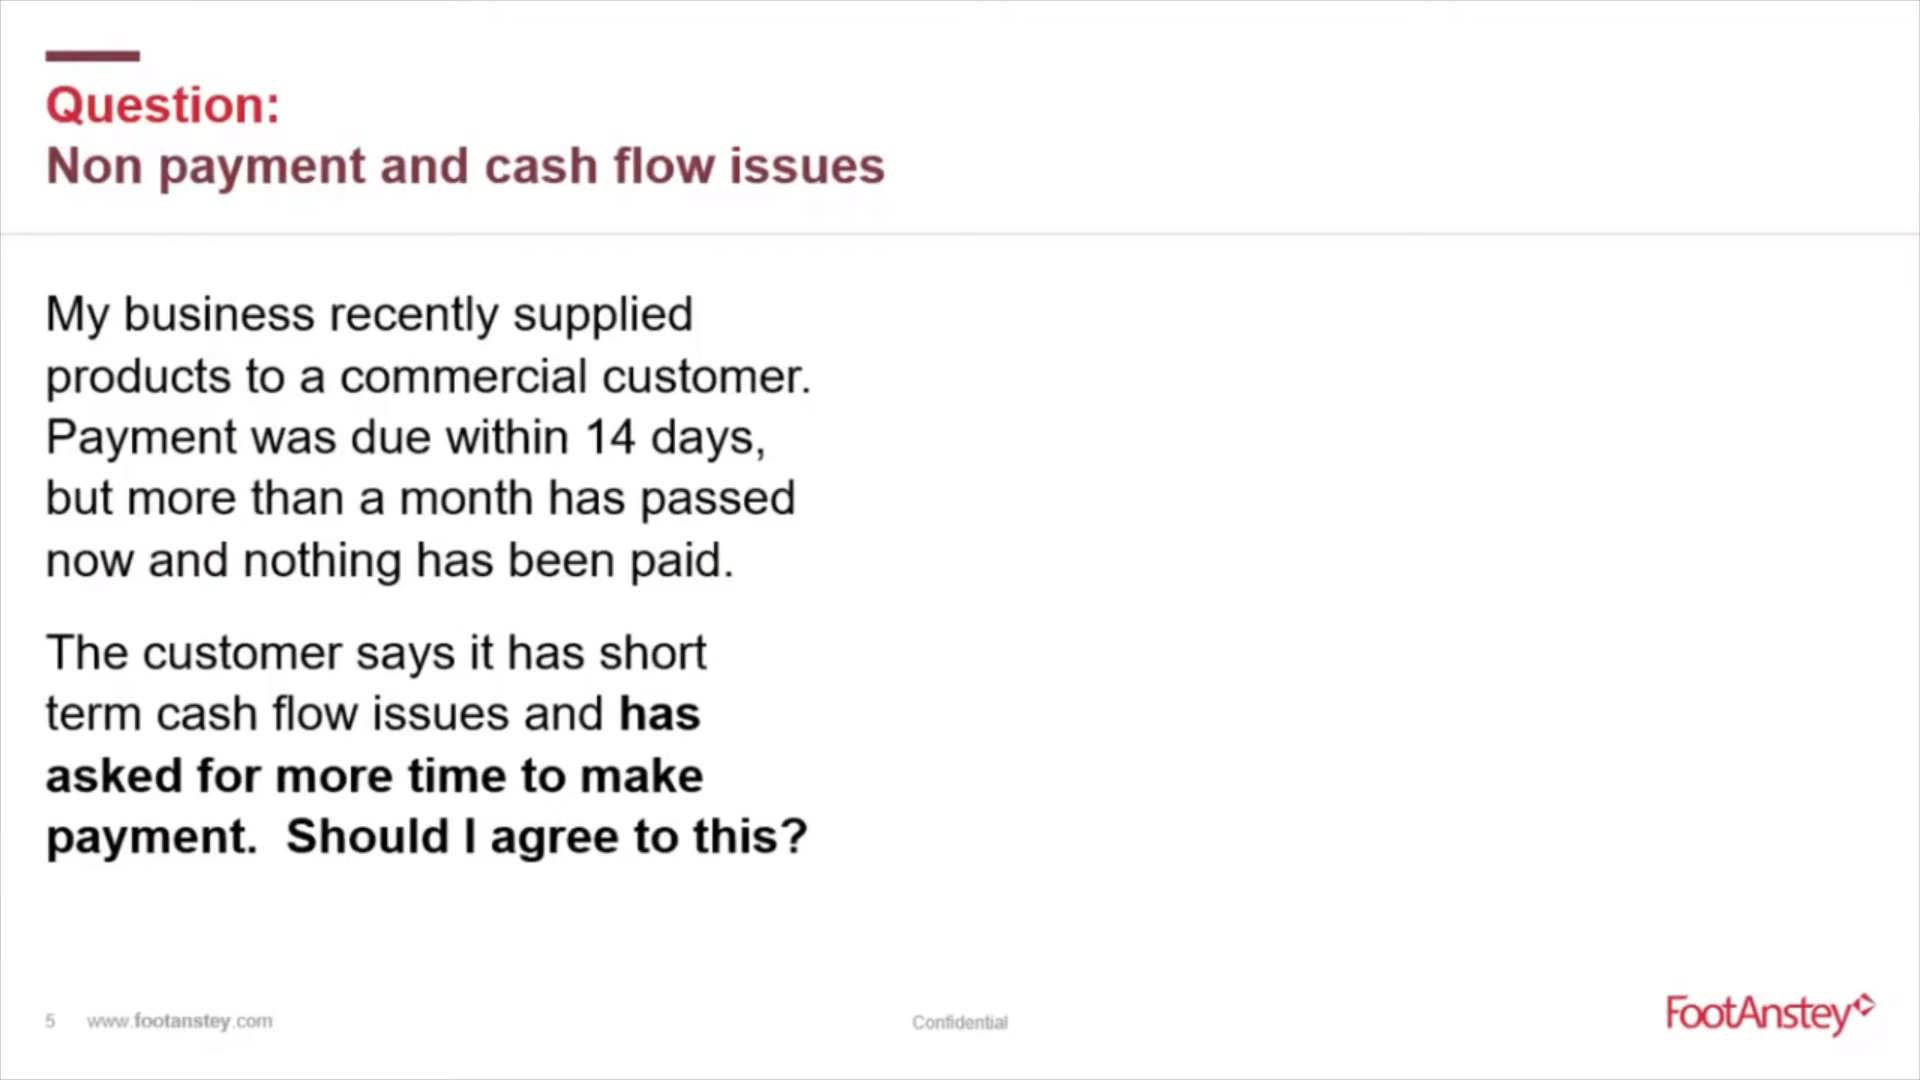 Question:
Non payment and cash flow issues
My business recently supplied
products to a commercial customer.
Payment was due within 14 days,
but more than a month has passed
now and nothing has been paid.
The customer says it has short
term cash flow issues and has
asked for more time to make
payment.  Should I agree to this?
5 www.footanstey.com
Confidential
FootAnstey